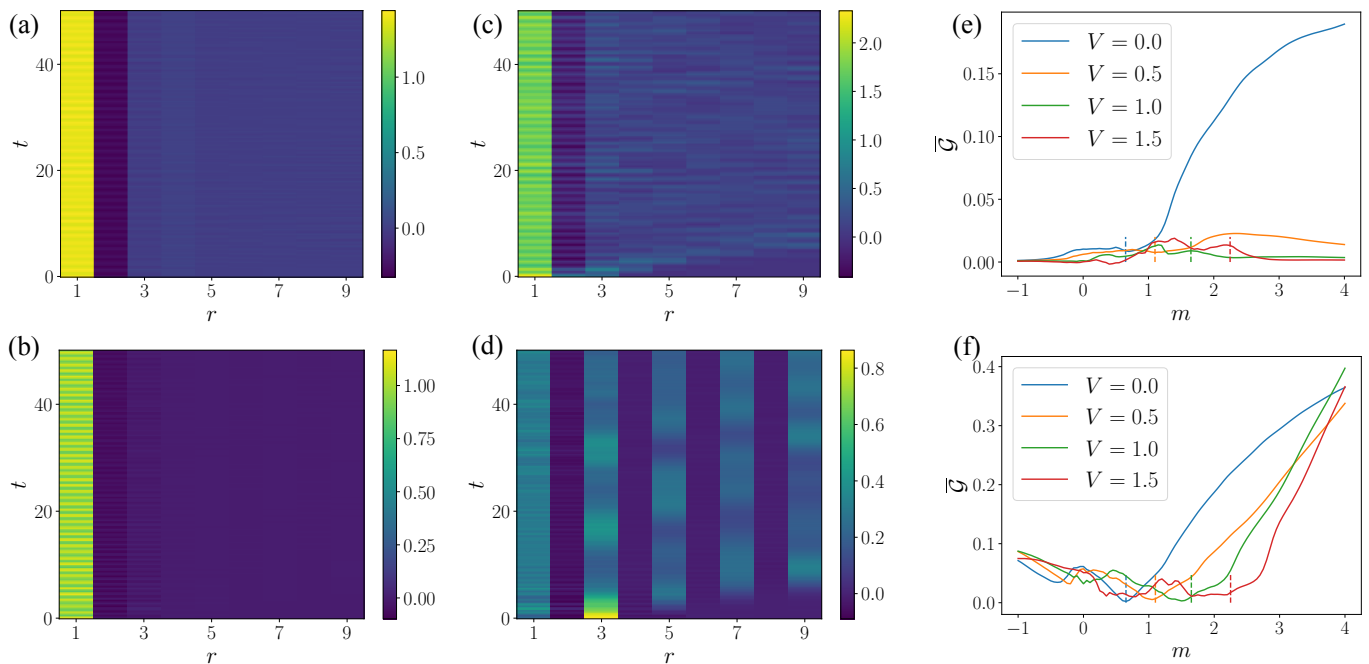 (a)
40
t
20
0
1 3 5 7 9
r
1.0
0.5
0.0
(c)
40
t
20
0
1 3 5 7 9
r
2.0
1.5
1.0
0.5
0.0
(e)
V = 0.0
V = 0.5
V = 1.0
V = 1.5
0.15
0.10
0.05
0.00
$\overline{\mathcal{G}}$
−1 0 1 2 3 4
m
(b)
40
t
20
0
1 3 5 7 9
r
1.00
0.75
0.50
0.25
0.00
(d)
40
t
20
0
1 3 5 7 9
r
0.8
0.6
0.4
0.2
0.0
(f)
V = 0.0
V = 0.5
V = 1.0
V = 1.5
0.4
0.3
0.2
0.1
0.0
$\overline{\mathcal{G}}$
−1 0 1 2 3 4
m